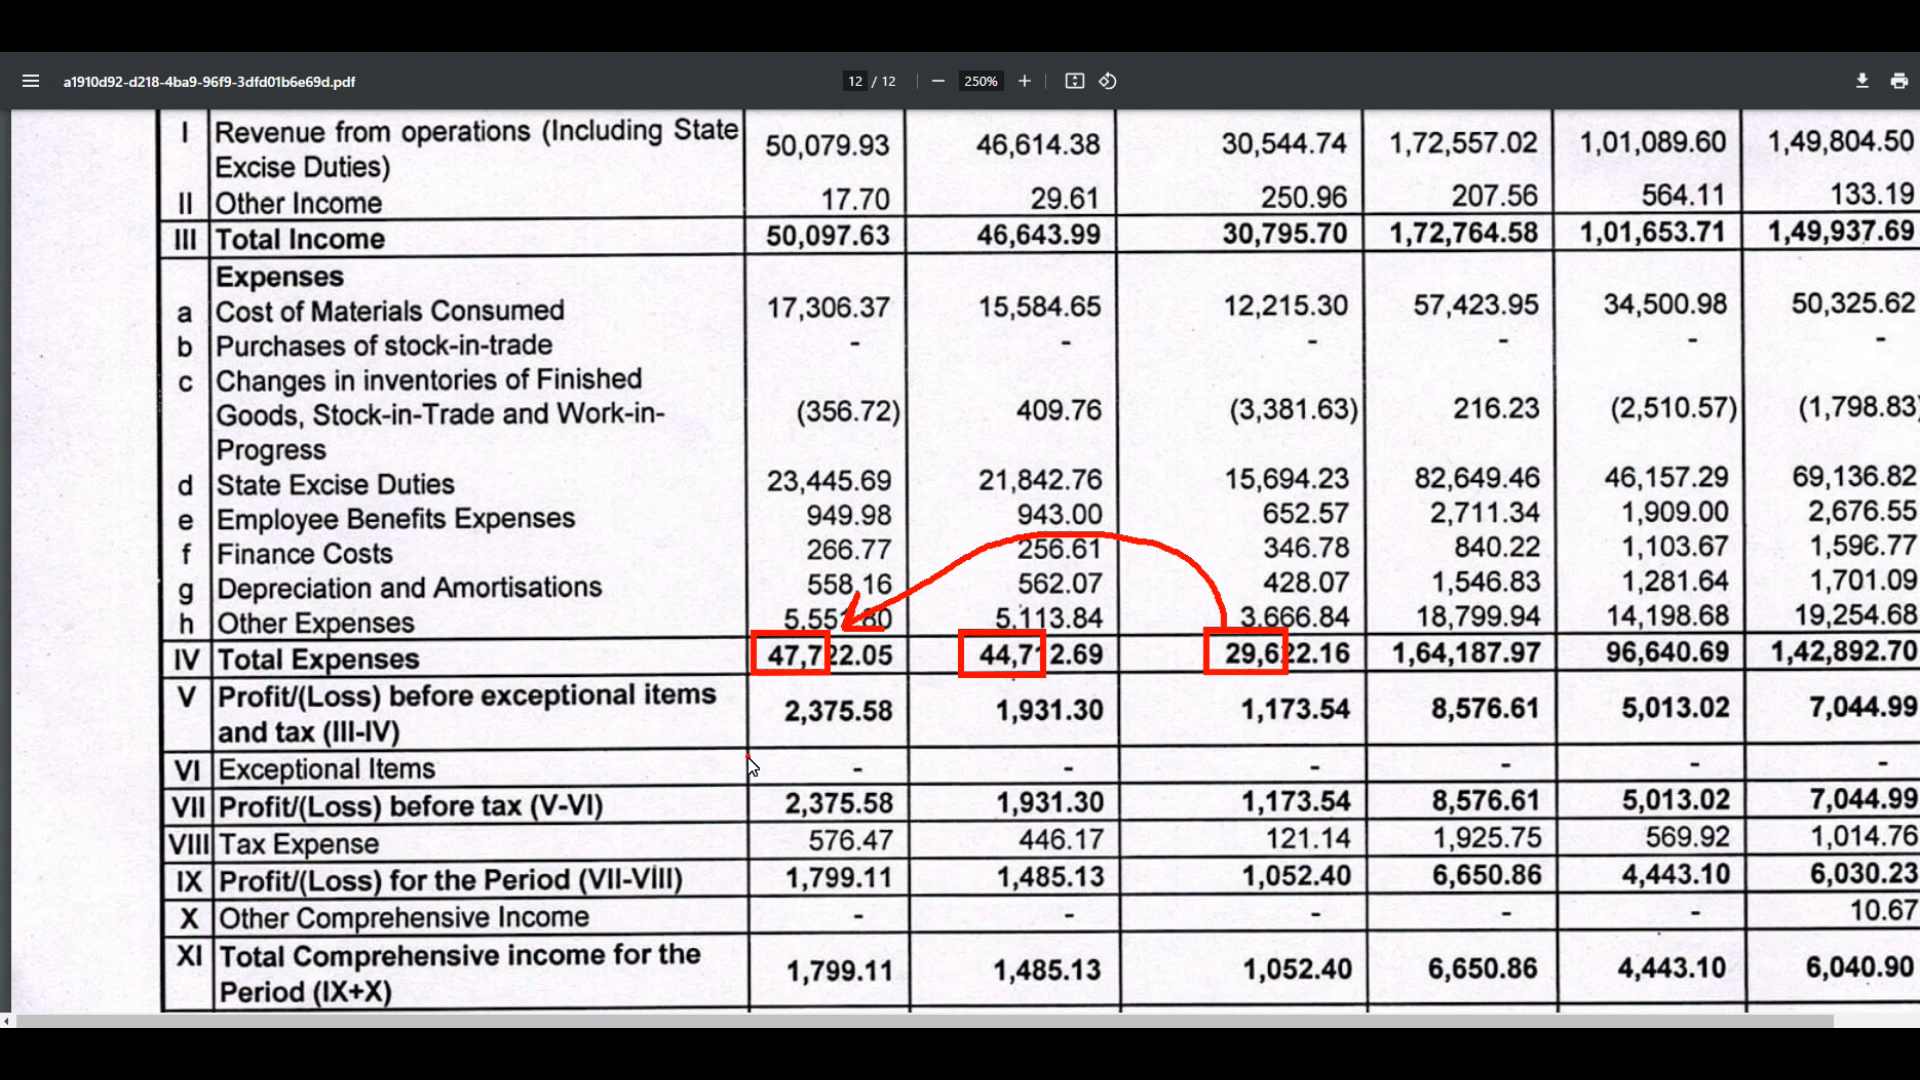 a1910d92-d218-4ba9-96f9-3dfd01b6e69d.pdf 12 / 12 250%
I Revenue from operations (Including State Excise Duties) 50,079.93 46,614.38 30,544.74 1,72,557.02 1,01,089.60 1,49,804.50
II Other Income 17.70 29.61 250.96 207.56 564.11 133.19
III Total Income 50,097.63 46,643.99 30,795.70 1,72,764.58 1,01,653.71 1,49,937.69
Expenses
a Cost of Materials Consumed 17,306.37 15,584.65 12,215.30 57,423.95 34,500.98 50,325.62
b Purchases of stock-in-trade - - - - - -
c Changes in inventories of Finished Goods, Stock-in-Trade and Work-in-Progress (356.72) 409.76 (3,381.63) 216.23 (2,510.57) (1,798.83)
d State Excise Duties 23,445.69 21,842.76 15,694.23 82,649.46 46,157.29 69,136.82
e Employee Benefits Expenses 949.98 943.00 652.57 2,711.34 1,909.00 2,676.55
f Finance Costs 266.77 256.61 346.78 840.22 1,103.67 1,596.77
g Depreciation and Amortisations 558.16 562.07 428.07 1,546.83 1,281.64 1,701.09
h Other Expenses 5,113.84 3,666.84 18,799.94 14,198.68 19,254.68
IV Total Expenses 47,722.05 44,712.69 29,622.16 1,64,187.97 96,640.69 1,42,892.70
V Profit/(Loss) before exceptional items and tax (III-IV) 2,375.58 1,931.30 1,173.54 8,576.61 5,013.02 7,044.99
VI Exceptional Items - - - - - -
VII Profit/(Loss) before tax (V-VI) 2,375.58 1,931.30 1,173.54 8,576.61 5,013.02 7,044.99
VIII Tax Expense 576.47 446.17 121.14 1,925.75 569.92 1,014.76
IX Profit/(Loss) for the Period (VII-VIII) 1,799.11 1,485.13 1,052.40 6,650.86 4,443.10 6,030.23
X Other Comprehensive Income - - - - - 10.67
XI Total Comprehensive income for the Period (IX+X) 1,799.11 1,485.13 1,052.40 6,650.86 4,443.10 6,040.90